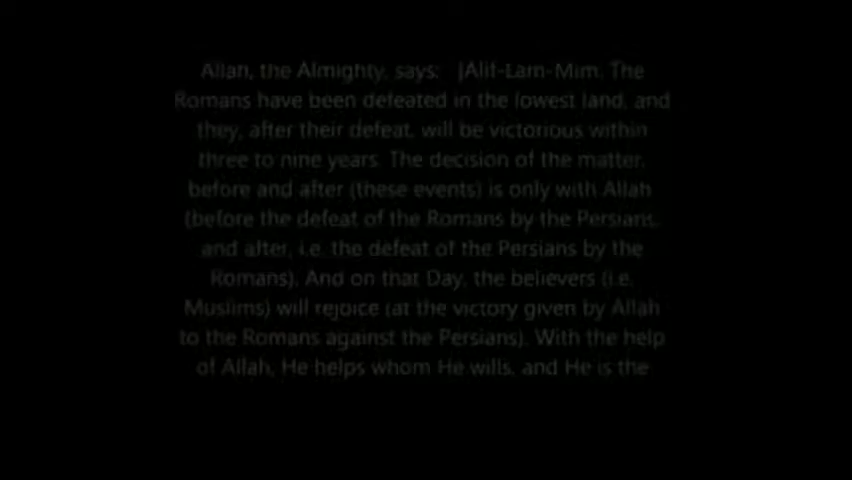 Allah, the Almighty, says: [Alif-Lam-Mim. The
Romans have been defeated in the lowest land, and
they, after their defeat, will be victorious within
three to nine years. The decision of the matter,
before and after (these events) is only with Allah
(before the defeat of the Romans by the Persians,
and after, i.e. the defeat of the Persians by the
Romans). And on that Day, the believers (i.e.
Muslims) will rejoice (at the victory given by Allah
to the Romans against the Persians). With the help
of Allah, He helps whom He wills, and He is the